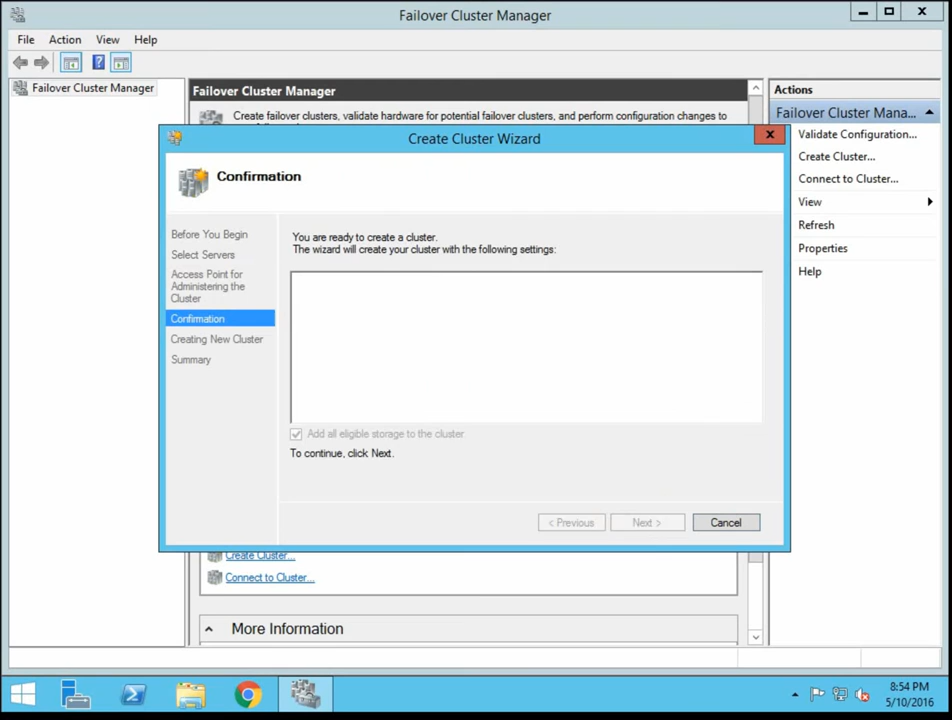 Failover Cluster Manager
File Action View Help
Failover Cluster Manager
Failover Cluster Manager
Create failover clusters, validate hardware for potential failover clusters, and perform configuration changes to
Create Cluster Wizard
Confirmation
Before You Begin
Select Servers
Access Point for
Administering the
Cluster
Confirmation
Creating New Cluster
Summary
You are ready to create a cluster.
The wizard will create your cluster with the following settings:
Add all eligible storage to the cluster.
To continue, click Next.
< Previous
Next >
Cancel
Create Cluster...
Connect to Cluster...
More Information
Actions
Failover Cluster Mana...
Validate Configuration...
Create Cluster...
Connect to Cluster...
View
Refresh
Properties
Help
8:54 PM
5/10/2016